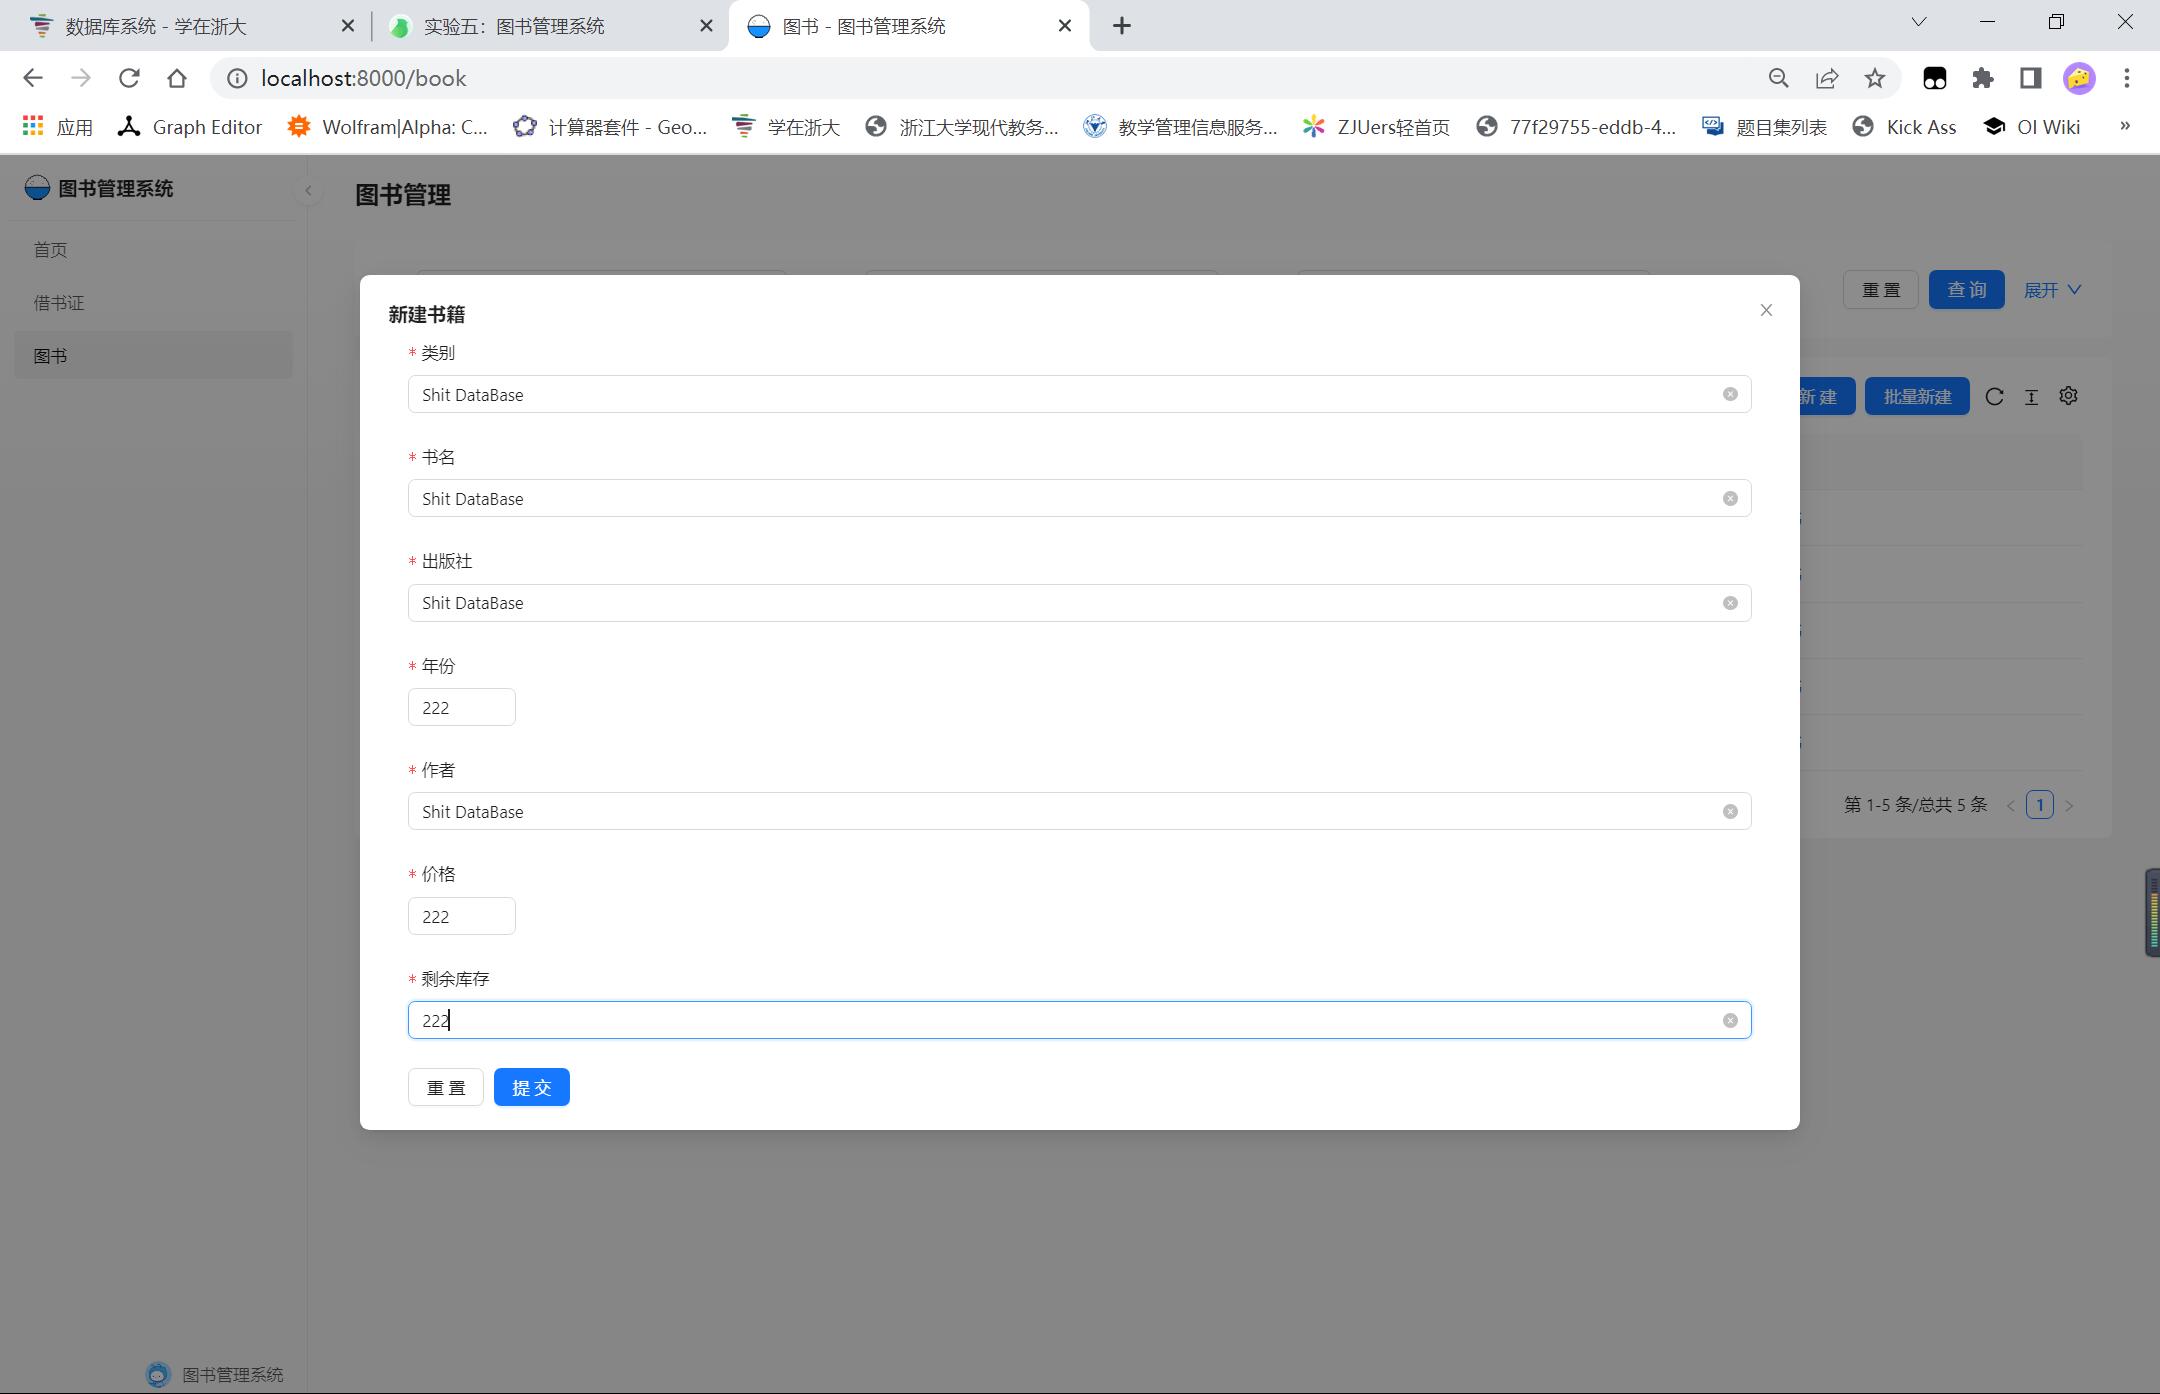 数据库系统 - 学在浙大
实验五：图书管理系统
图书 - 图书管理系统
localhost:8000/book
应用
Graph Editor
Wolfram|Alpha: C...
计算器套件 - Geo...
学在浙大
浙江大学现代教务...
教学管理信息服务...
ZJUers轻首页
77f29755-eddb-4...
题目集列表
Kick Ass
OI Wiki
»
图书管理系统
图书管理
首页
借书证
图书
重置
查询
展开
新建
批量新建
新建书籍
* 类别
Shit DataBase
* 书名
Shit DataBase
* 出版社
Shit DataBase
* 年份
222
* 作者
Shit DataBase
* 价格
222
* 剩余库存
222
重置
提交
第 1-5 条/总共 5 条
1
图书管理系统